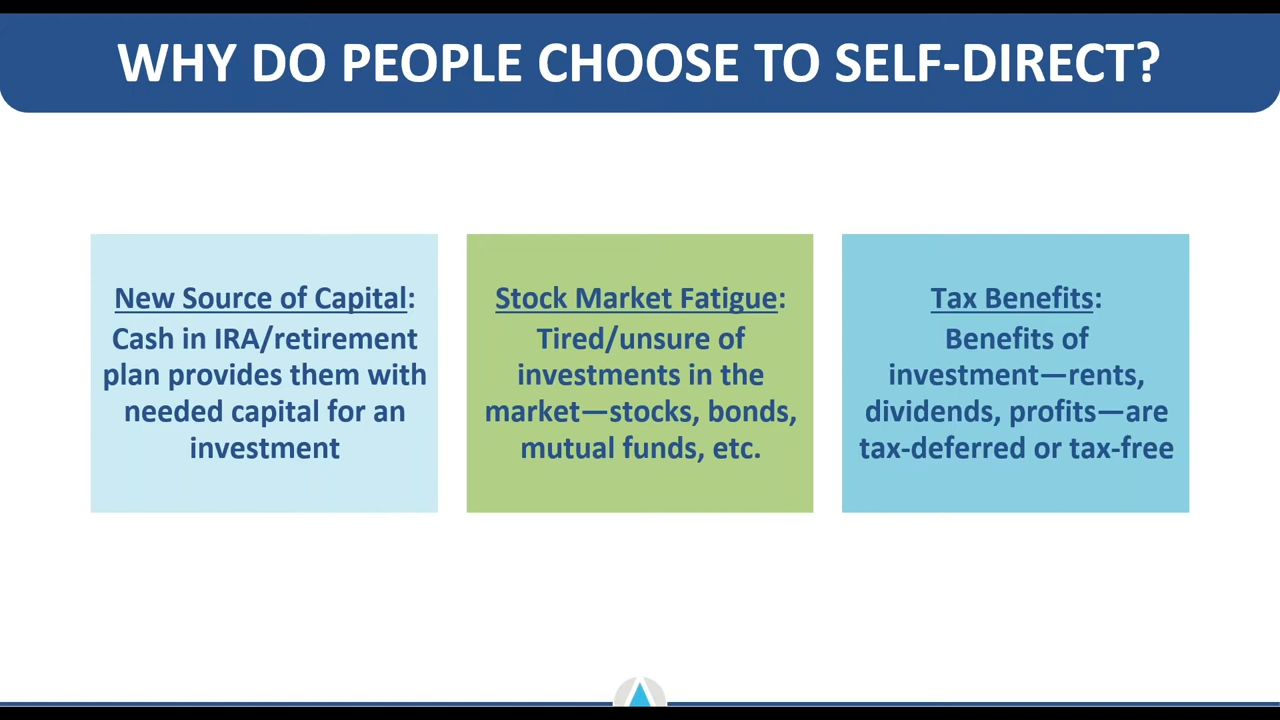 WHY DO PEOPLE CHOOSE TO SELF-DIRECT?
New Source of Capital:
Cash in IRA/retirement
plan provides them with
needed capital for an
investment
Stock Market Fatigue:
Tired/unsure of
investments in the
market—stocks, bonds,
mutual funds, etc.
Tax Benefits:
Benefits of
investment—rents,
dividends, profits—are
tax-deferred or tax-free